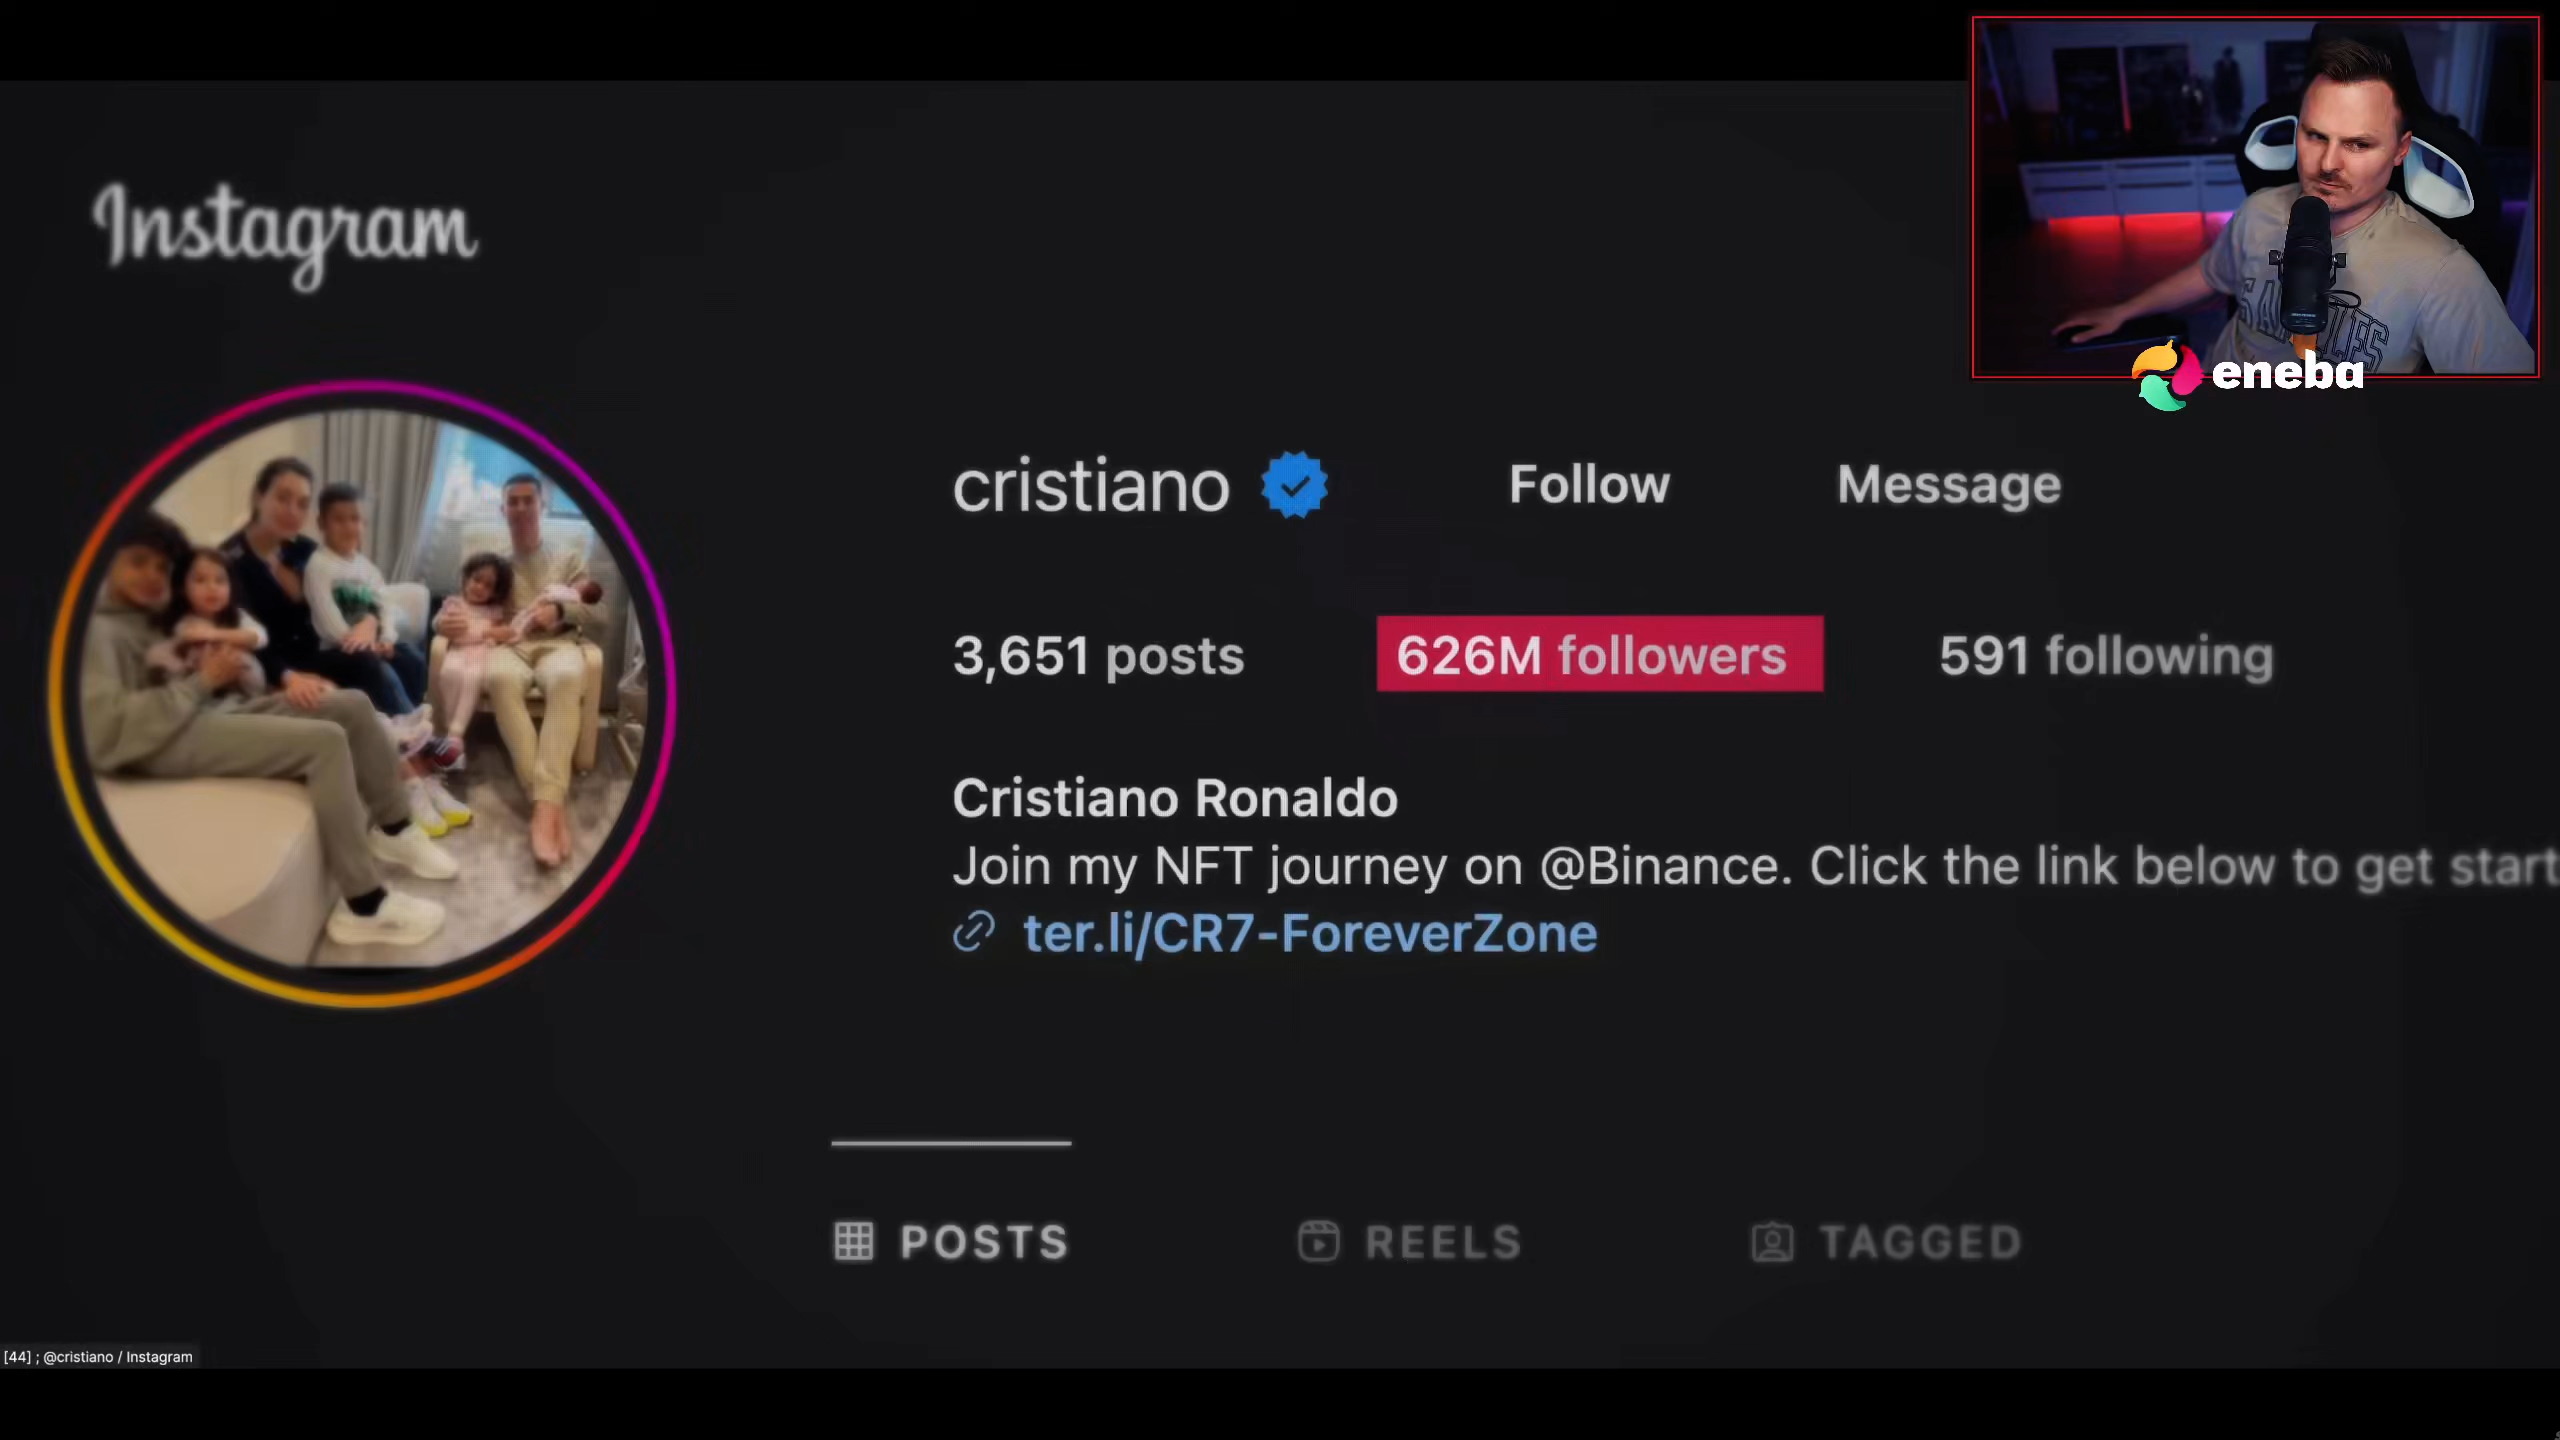 Instagram
eneba
cristiano Follow Message
3,651 posts 626M followers 591 following
Cristiano Ronaldo
Join my NFT journey on @Binance. Click the link below to get start
ter.li/CR7-ForeverZone
POSTS REELS TAGGED
[44] ; @cristiano / Instagram